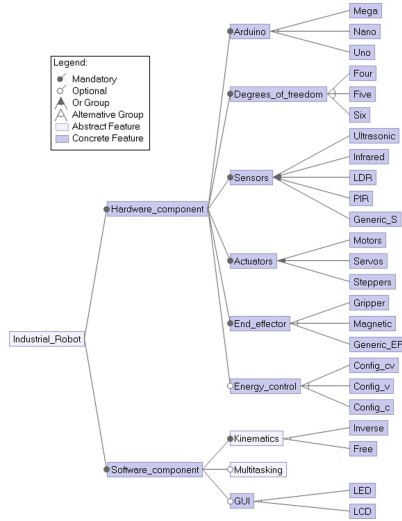 Legend:
Mandatory
Optional
Or Group
Alternative Group
Abstract Feature
Concrete Feature
Industrial_Robot
Hardware_component
Arduino
Mega
Nano
Uno
Degrees_of_freedom
Four
Five
Six
Sensors
Ultrasonic
Infrared
LDR
PIR
Generic_S
Actuators
Motors
Servos
Steppers
End_effector
Gripper
Magnetic
Generic_EF
Energy_control
Config_cv
Config_v
Config_c
Software_component
Kinematics
Inverse
Free
Multitasking
GUI
LED
LCD